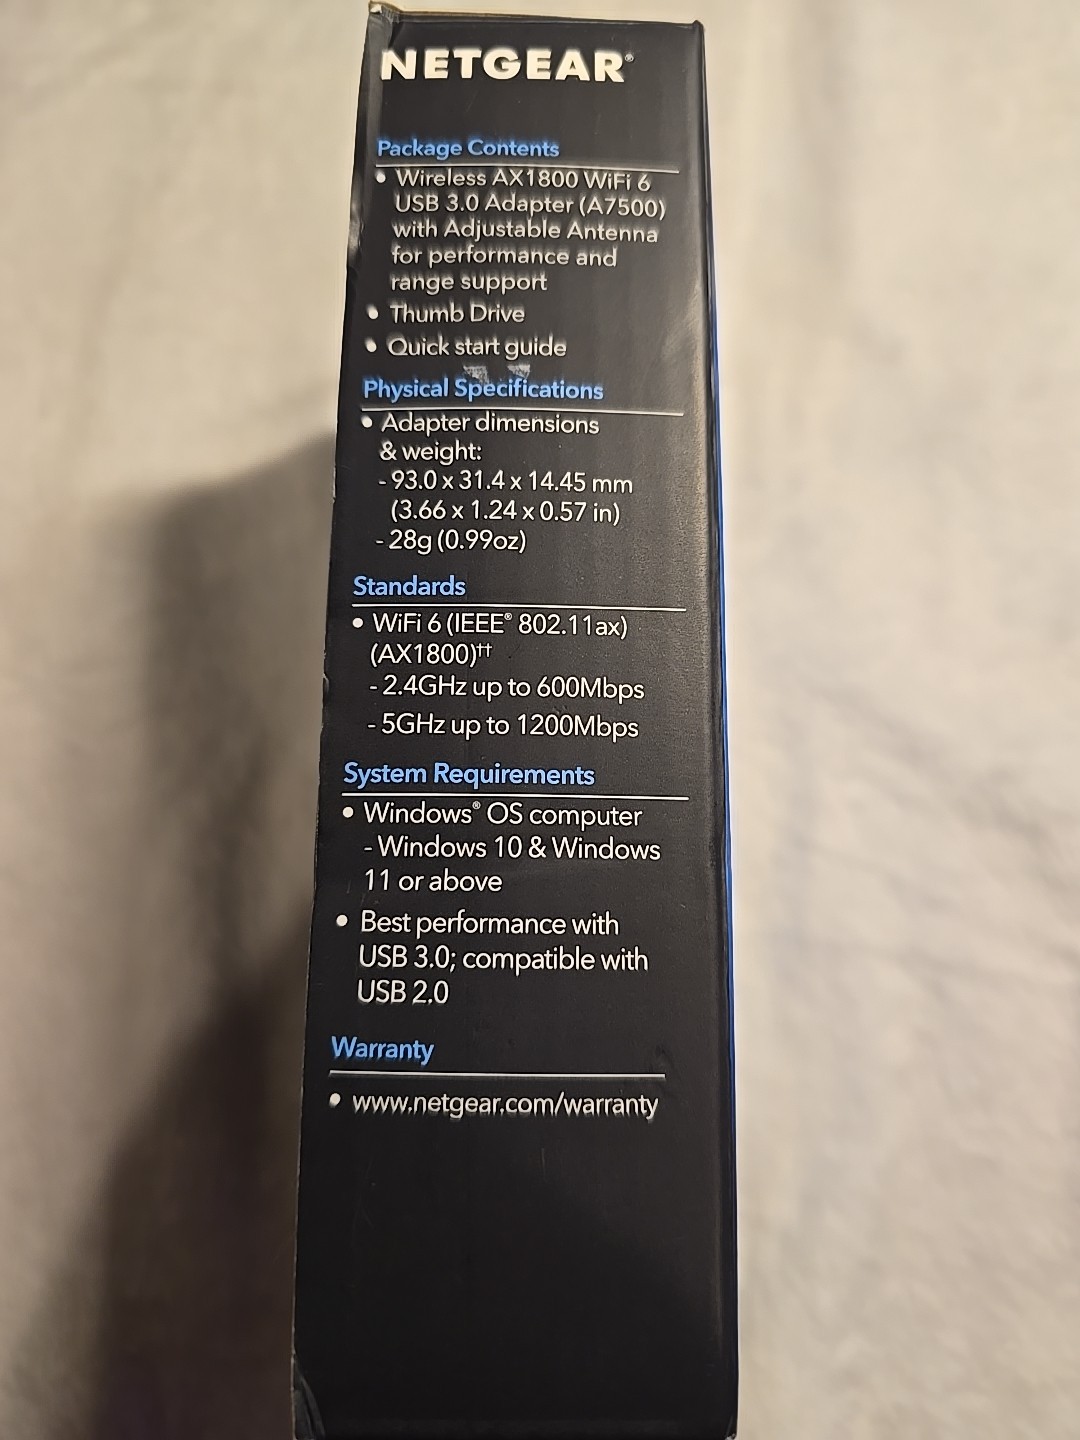 NETGEAR®
Package Contents
• Wireless AX1800 WiFi 6
USB 3.0 Adapter (A7500)
with Adjustable Antenna
for performance and
range support
• Thumb Drive
• Quick start guide
Physical Specifications
• Adapter dimensions
& weight:
- 93.0 x 31.4 x 14.45 mm
(3.66 x 1.24 x 0.57 in)
- 28g (0.99oz)
Standards
• WiFi 6 (IEEE® 802.11ax)
(AX1800)††
- 2.4GHz up to 600Mbps
- 5GHz up to 1200Mbps
System Requirements
• Windows® OS computer
- Windows 10 & Windows
11 or above
• Best performance with
USB 3.0; compatible with
USB 2.0
Warranty
• www.netgear.com/warranty